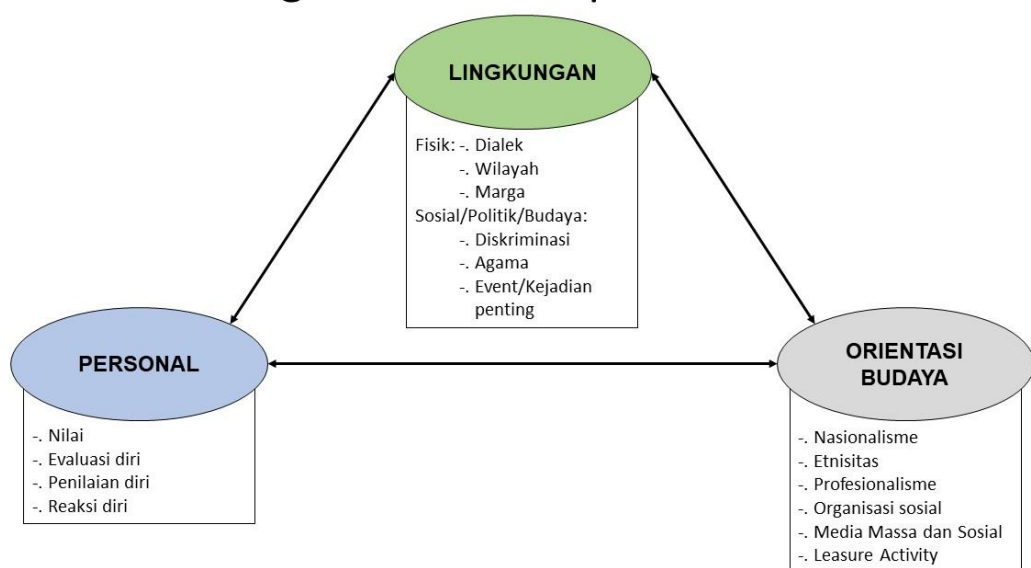 LINGKUNGAN
Fisik: -. Dialek
-. Wilayah
-. Marga
Sosial/Politik/Budaya:
-. Diskriminasi
-. Agama
-. Event/Kejadian
penting
PERSONAL
-. Nilai
-. Evaluasi diri
-. Penilaian diri
-. Reaksi diri
ORIENTASI
BUDAYA
-. Nasionalisme
-. Etnisitas
-. Profesionalisme
-. Organisasi sosial
-. Media Massa dan Sosial
-. Leasure Activity